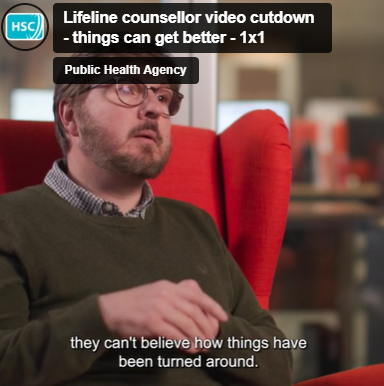 HSC
Lifeline counsellor video cutdown
- things can get better - 1x1
Public Health Agency
they can't believe how things have
been turned around.